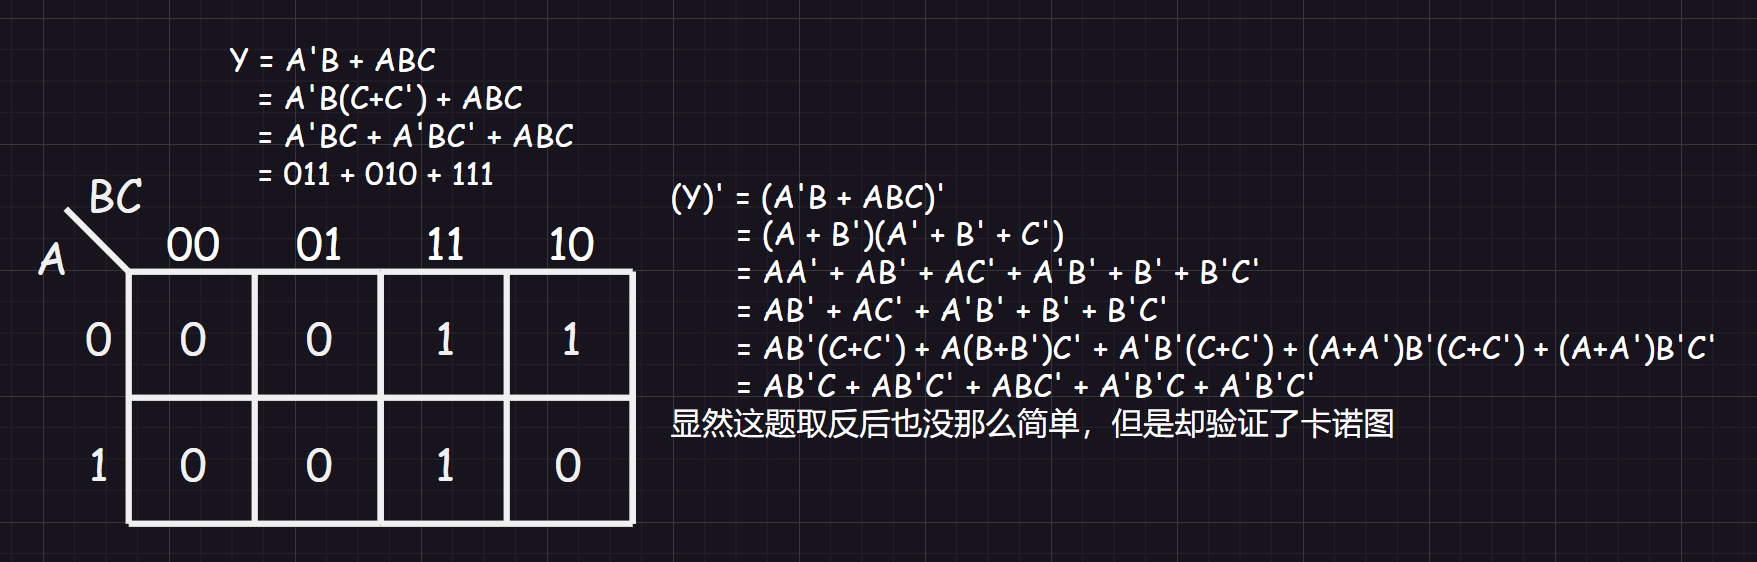 Y = A'B + ABC
= A'B(C+C') + ABC
= A'BC + A'BC' + ABC
= 011 + 010 + 111
BC
A
00 01 11 10
0 0 0 1 1
1 0 0 1 0
(Y)' = (A'B + ABC)'
= (A + B')(A' + B' + C')
= AA' + AB' + AC' + A'B' + B' + B'C'
= AB' + AC' + A'B' + B' + B'C'
= AB'(C+C') + A(B+B')C' + A'B'(C+C') + (A+A')B'(C+C') + (A+A')B'C'
= AB'C + AB'C' + ABC' + A'B'C + A'B'C'
显然这题取反后也没那么简单，但是却验证了卡诺图